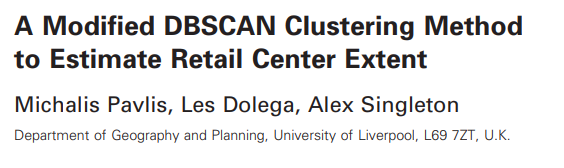 A Modified DBSCAN Clustering Method
to Estimate Retail Center Extent
Michalis Pavlis, Les Dolega, Alex Singleton
Department of Geography and Planning, University of Liverpool, L69 7ZT, U.K.